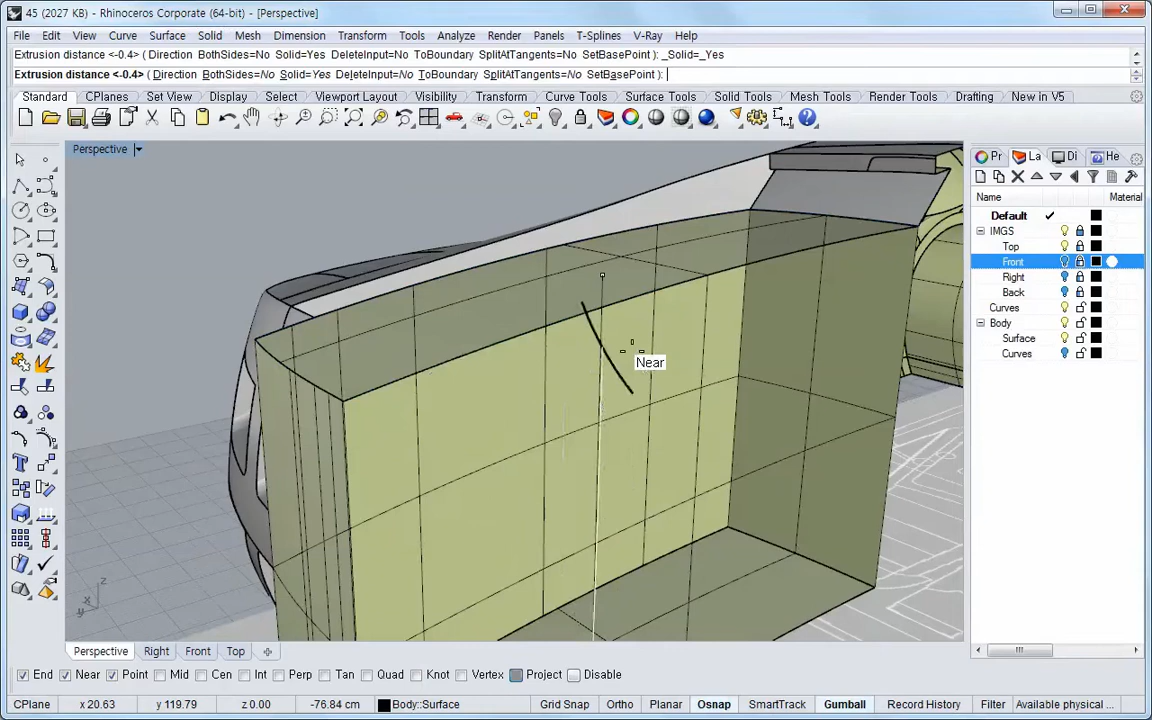 45 (2027 KB) - Rhinoceros Corporate (64-bit) - [Perspective]
File Edit View Curve Surface Solid Mesh Dimension Transform Tools Analyze Render Panels T-Splines V-Ray Help
Extrusion distance <-0.4> ( Direction BothSides=No Solid=Yes DeleteInput=No ToBoundary SplitAtTangents=No SetBasePoint ): _Solid=_Yes
Extrusion distance <-0.4> ( Direction BothSides=No Solid=Yes DeleteInput=No ToBoundary SplitAtTangents=No SetBasePoint ):
Standard CPlanes Set View Display Select Viewport Layout Visibility Transform Curve Tools Surface Tools Solid Tools Mesh Tools Render Tools Drafting New in V5
Perspective
Pr La Di He
Name Material
Default
IMGS
Top
Front
Right
Back
Curves
Body
Surface
Curves
Near
z
x
y
Perspective Right Front Top
End Near Point Mid Cen Int Perp Tan Quad Knot Vertex Project Disable
CPlane x 20.63 y 119.79 z 0.00 -76.84 cm Body::Surface Grid Snap Ortho Planar Osnap SmartTrack Gumball Record History Filter Available physical ...